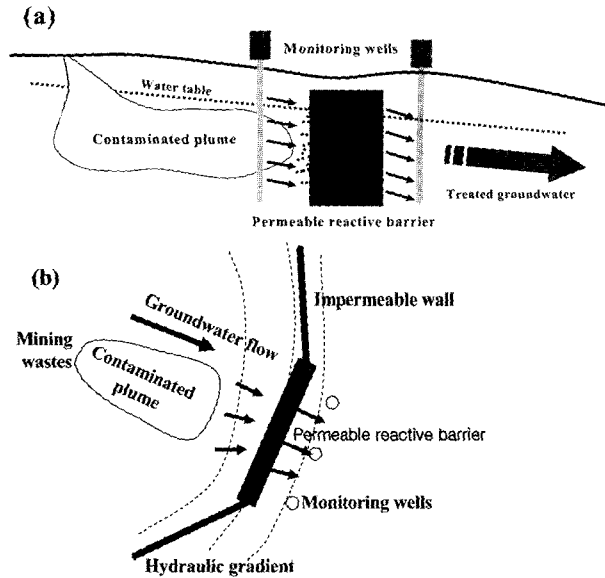 (a)
Monitoring wells
Water table
Contaminated plume
Treated groundwater
Permeable reactive barrier
(b)
Groundwater flow
Impermeable wall
Mining
wastes
Contaminated
plume
Permeable reactive barrier
Monitoring wells
Hydraulic gradient